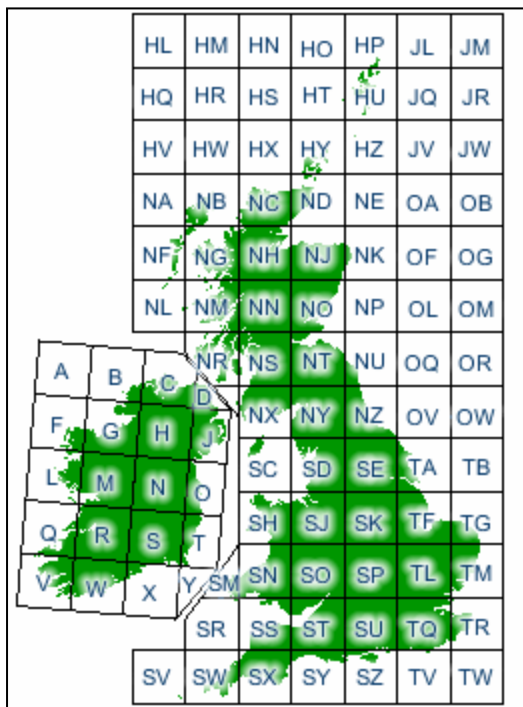 HL HM HN HO HP JL JM
HQ HR HS HT HU JQ JR
HV HW HX HY HZ JV JW
NA NB NC ND NE OA OB
NF NG NH NJ NK OF OG
NL NM NN NO NP OL OM
NR NS NT NU OQ OR
A B C D
NX NY NZ OV OW
F G H J
SC SD SE TA TB
L M N O
SH SJ SK TF TG
Q R S T
SM SN SO SP TL TM
V W X Y
SR SS ST SU TQ TR
SV SW SX SY SZ TV TW